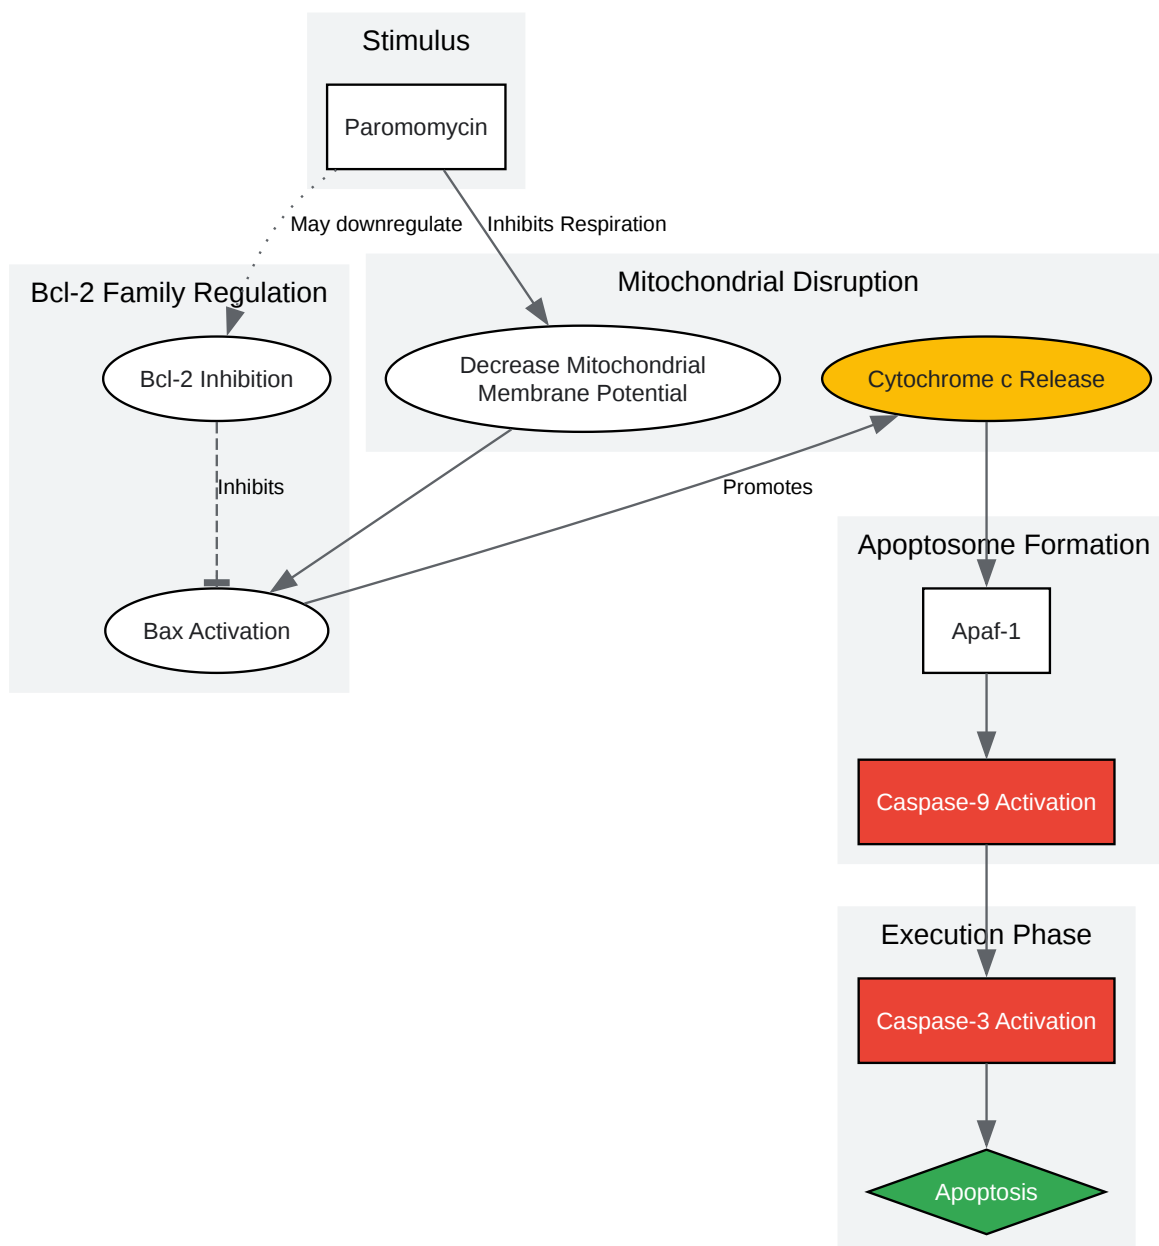 Stimulus
Paromomycin
May downregulate
Inhibits Respiration
Bcl-2 Family Regulation
Mitochondrial Disruption
Bcl-2 Inhibition
Decrease Mitochondrial
Membrane Potential
Cytochrome c Release
Inhibits
Promotes
Apoptosome Formation
Bax Activation
Apaf-1
Caspase-9 Activation
Execution Phase
Caspase-3 Activation
Apoptosis